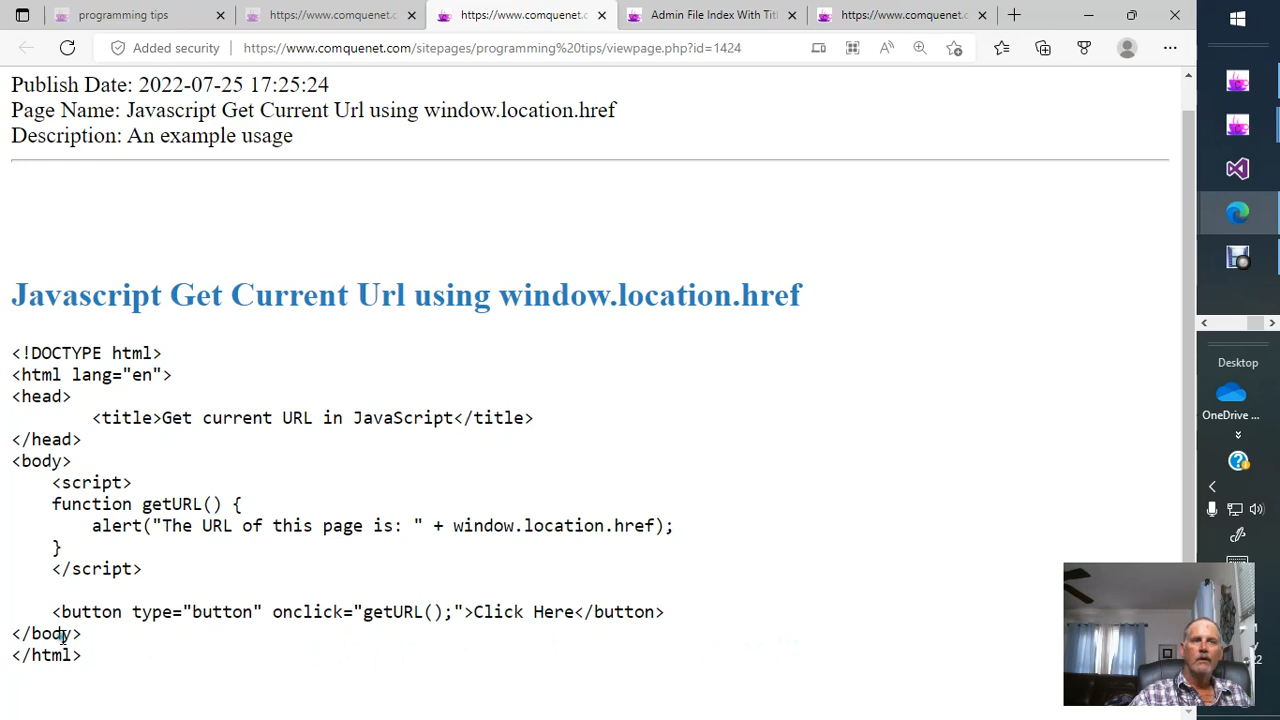 programming tips
https://www.comquenet.c
https://www.comquenet.c
Admin File Index With Titl
https://www.comquenet.c
Added security
https://www.comquenet.com/sitepages/programming%20tips/viewpage.php?id=1424
Publish Date: 2022-07-25 17:25:24
Page Name: Javascript Get Current Url using window.location.href
Description: An example usage
Javascript Get Current Url using window.location.href
<!DOCTYPE html>
<html lang="en">
<head>
<title>Get current URL in JavaScript</title>
</head>
<body>
<script>
function getURL() {
alert("The URL of this page is: " + window.location.href);
}
</script>
<button type="button" onclick="getURL();">Click Here</button>
</body>
</html>
Desktop
OneDrive ...